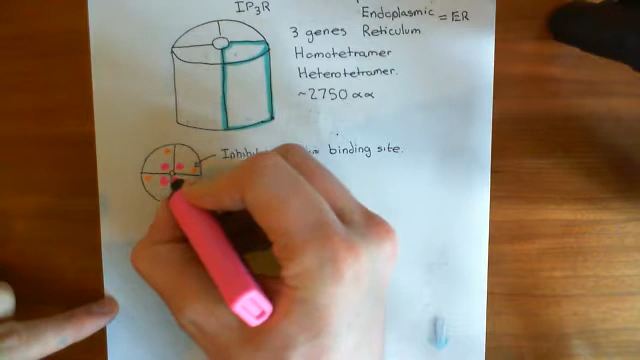 IP₃R
Endoplasmic = ER
3 genes Reticulum
Homotetramer
Heterotetramer.
~2750 αα
binding site.